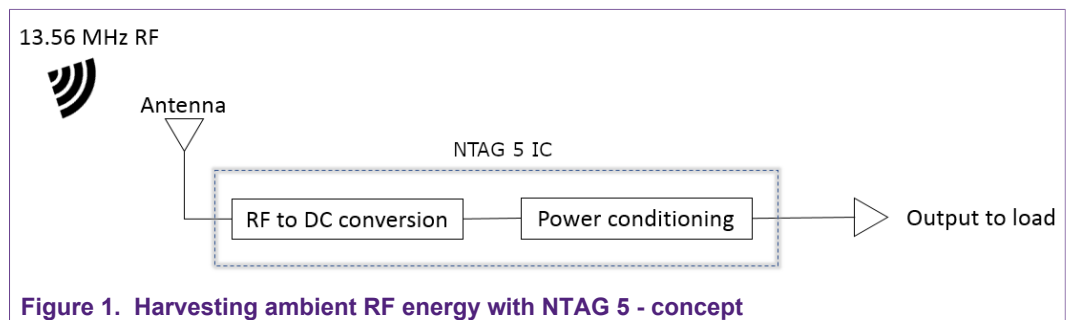 13.56 MHz RF
Antenna
NTAG 5 IC
RF to DC conversion
Power conditioning
Output to load
Figure 1. Harvesting ambient RF energy with NTAG 5 - concept